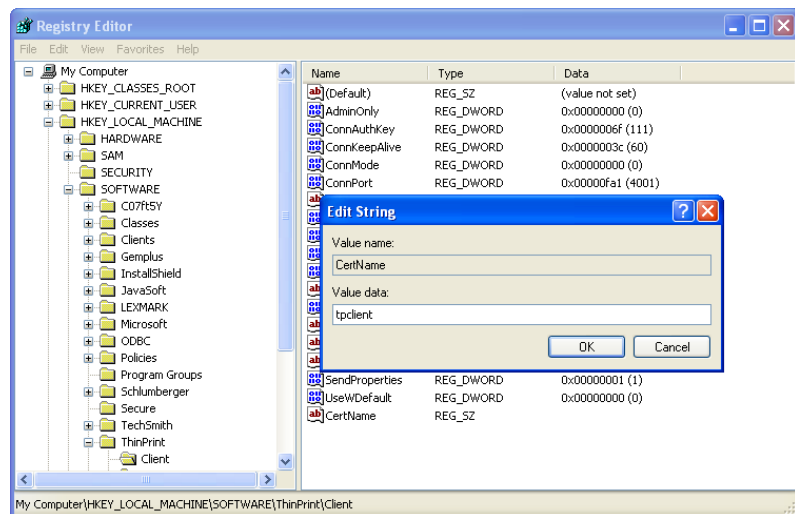 Registry Editor
File Edit View Favorites Help
My Computer
HKEY_CLASSES_ROOT
HKEY_CURRENT_USER
HKEY_LOCAL_MACHINE
HARDWARE
SAM
SECURITY
SOFTWARE
C07ft5Y
Classes
Clients
Gemplus
InstallShield
JavaSoft
LEXMARK
Microsoft
ODBC
Policies
Program Groups
Schlumberger
Secure
TechSmith
ThinPrint
Client
Name Type Data
(Default) REG_SZ (value not set)
AdminOnly REG_DWORD 0x00000000 (0)
ConnAuthKey REG_DWORD 0x0000006f (111)
ConnKeepAlive REG_DWORD 0x0000003c (60)
ConnMode REG_DWORD 0x00000000 (0)
ConnPort REG_DWORD 0x00000fa1 (4001)
Edit String
Value name:
CertName
Value data:
tpclient
OK Cancel
SendProperties REG_DWORD 0x00000001 (1)
UseWDefault REG_DWORD 0x00000000 (0)
CertName REG_SZ
My Computer\HKEY_LOCAL_MACHINE\SOFTWARE\ThinPrint\Client